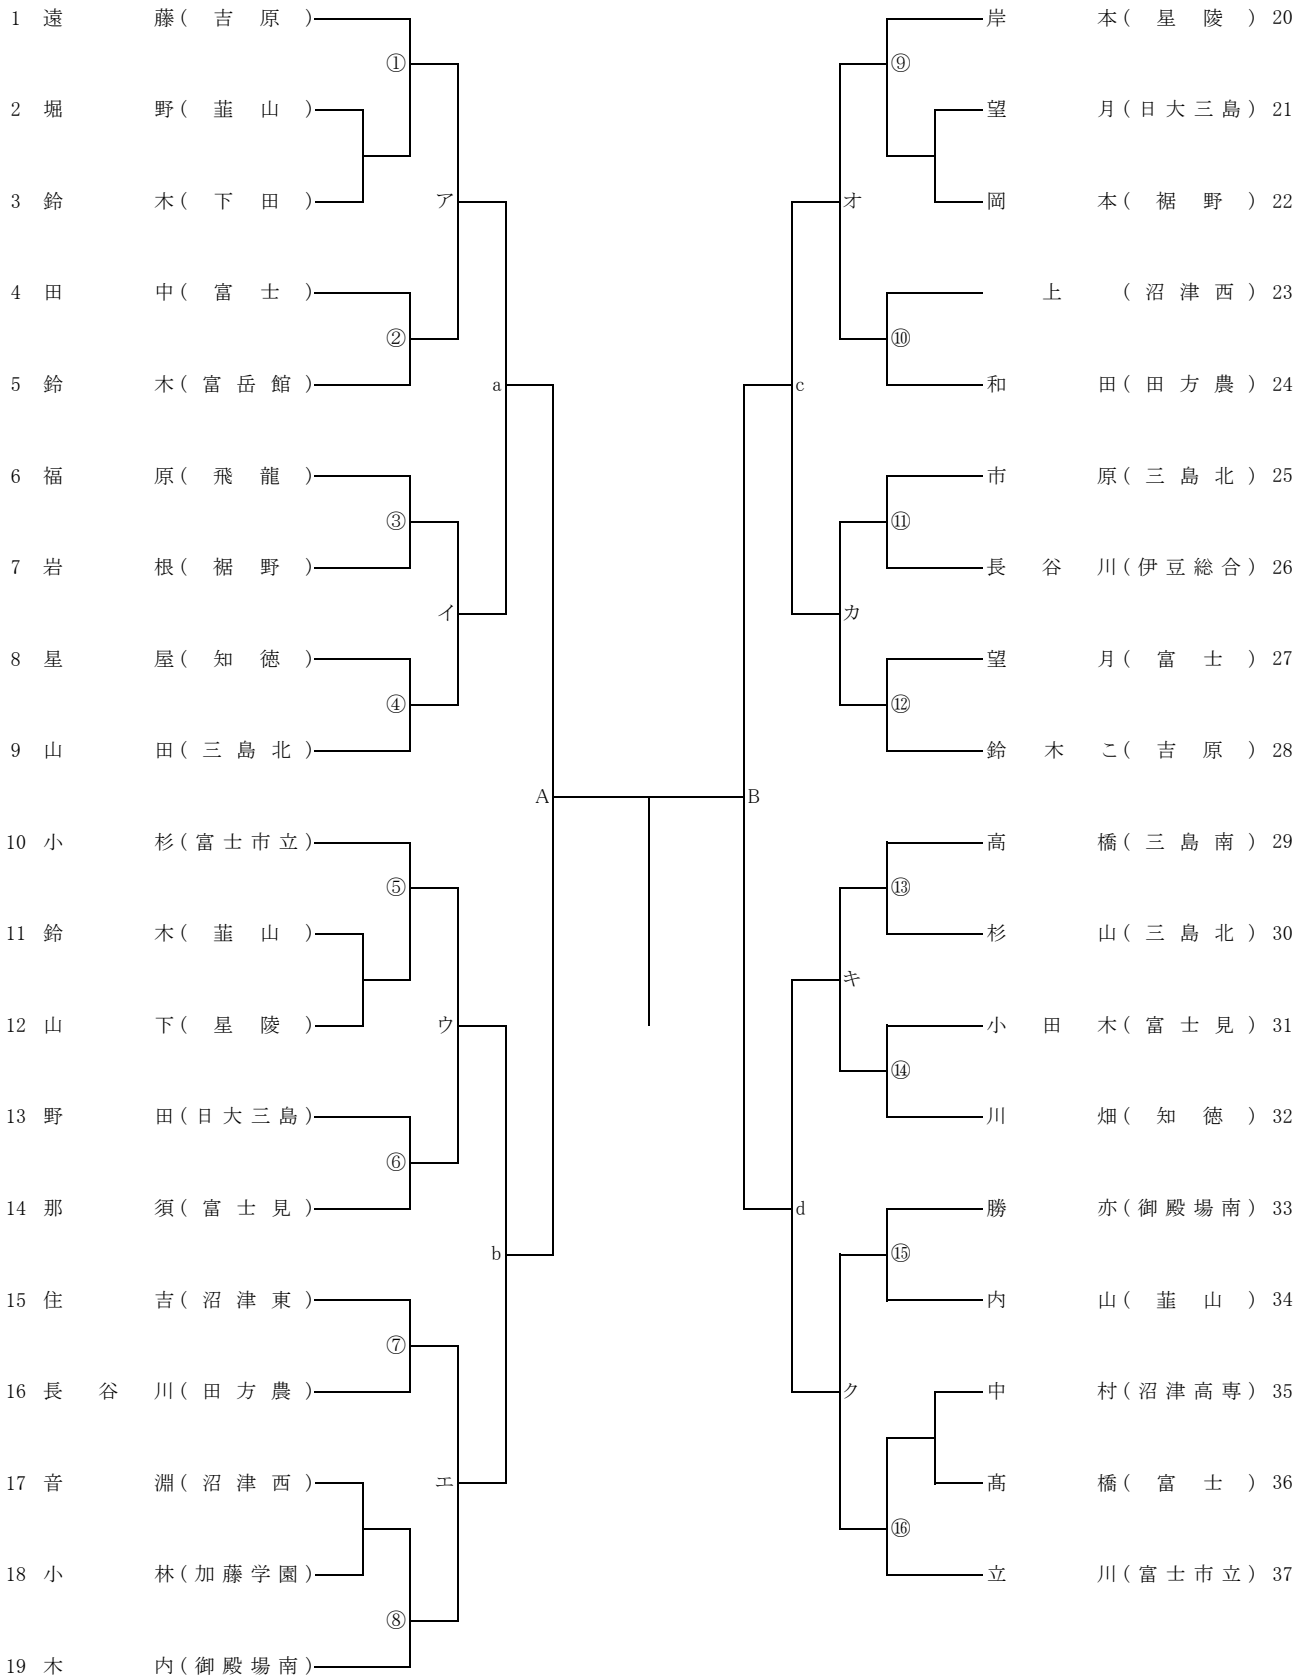 1 遠藤(吉原)
①
2 堀野(韮山)
3 鈴木(下田)
ア
4 田中(富士)
②
5 鈴木(富岳館)
a
6 福原(飛龍)
③
7 岩根(裾野)
イ
8 星屋(知徳)
④
9 山田(三島北)
A
10 小杉(富士市立)
⑤
11 鈴木(韮山)
12 山下(星陵)
ウ
13 野田(日大三島)
⑥
14 那須(富士見)
b
15 住吉(沼津東)
⑦
16 長谷川(田方農)
17 音淵(沼津西)
エ
18 小林(加藤学園)
⑧
19 木内(御殿場南)
岸本(星陵) 20
⑨
望月(日大三島) 21
オ
岡本(裾野) 22
上(沼津西) 23
⑩
和田(田方農) 24
c
市原(三島北) 25
⑪
長谷川(伊豆総合) 26
カ
望月(富士) 27
⑫
鈴木こ(吉原) 28
B
高橋(三島南) 29
⑬
杉山(三島北) 30
キ
小田木(富士見) 31
⑭
川畑(知徳) 32
d
勝亦(御殿場南) 33
⑮
内山(韮山) 34
ク
中村(沼津高専) 35
髙橋(富士) 36
⑯
立川(富士市立) 37